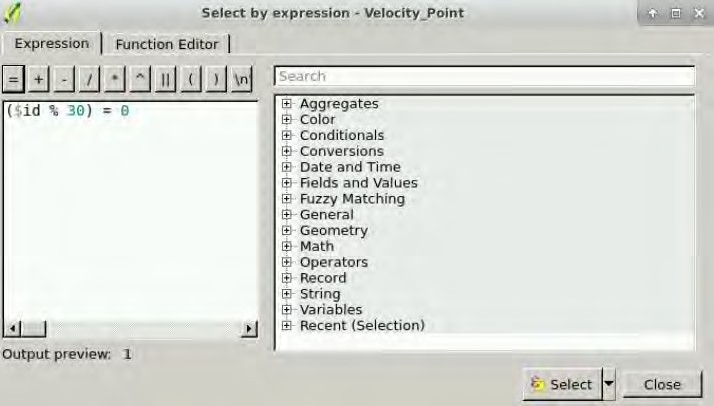 Select by expression - Velocity_Point
Expression
Function Editor
= + - / * ^ || ( ) \n'
Search
($id % 30) = 0
Aggregates
Color
Conditionals
Conversions
Date and Time
Fields and Values
Fuzzy Matching
General
Geometry
Math
Operators
Record
String
Variables
Recent (Selection)
Output preview: 1
Select
Close